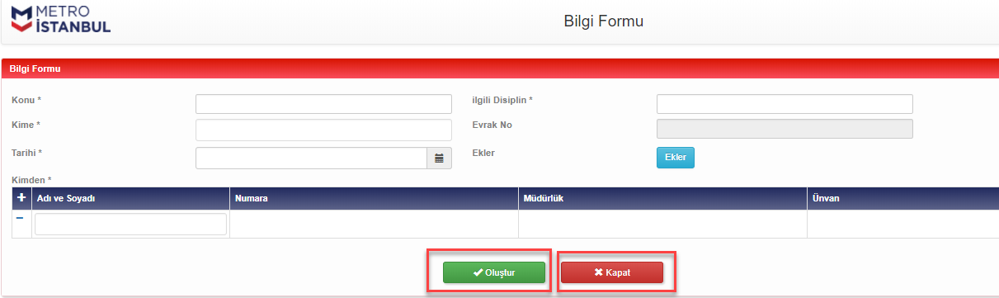 METRO
İSTANBUL
Bilgi Formu
Bilgi Formu
Konu *
ilgili Disiplin *
Kime *
Evrak No
Tarihi *
Ekler
Ekler
Kimden *
+ Adı ve Soyadı Numara Müdürlük Ünvan
−
✔ Oluştur
✖ Kapat